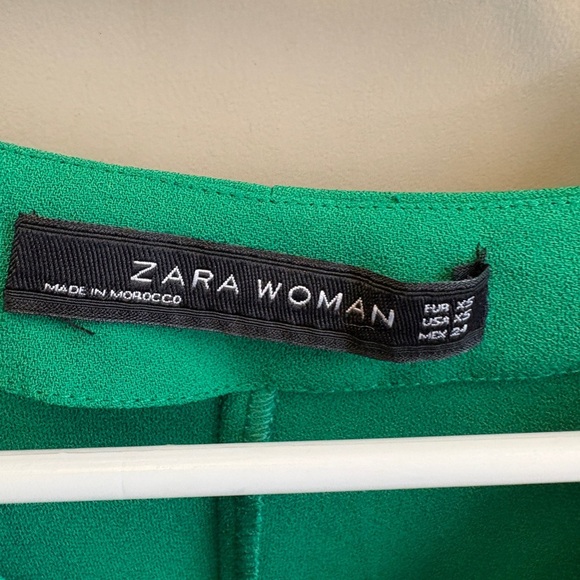 ZARA WOMAN
MADE IN MOROCCO
EUR XS
USA XS
MEX 24